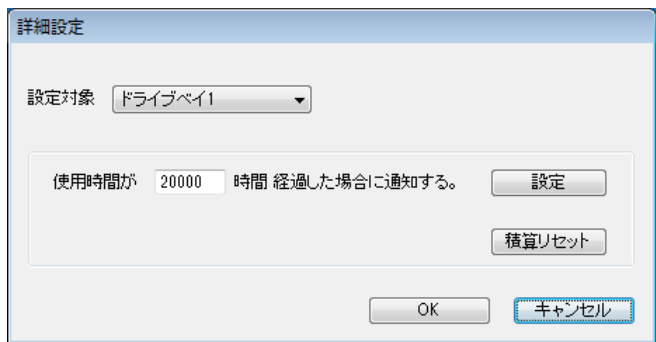 詳細設定
設定対象 ドライブベイ1
使用時間が 20000 時間 経過した場合に通知する。 設定
積算リセット
OK キャンセル